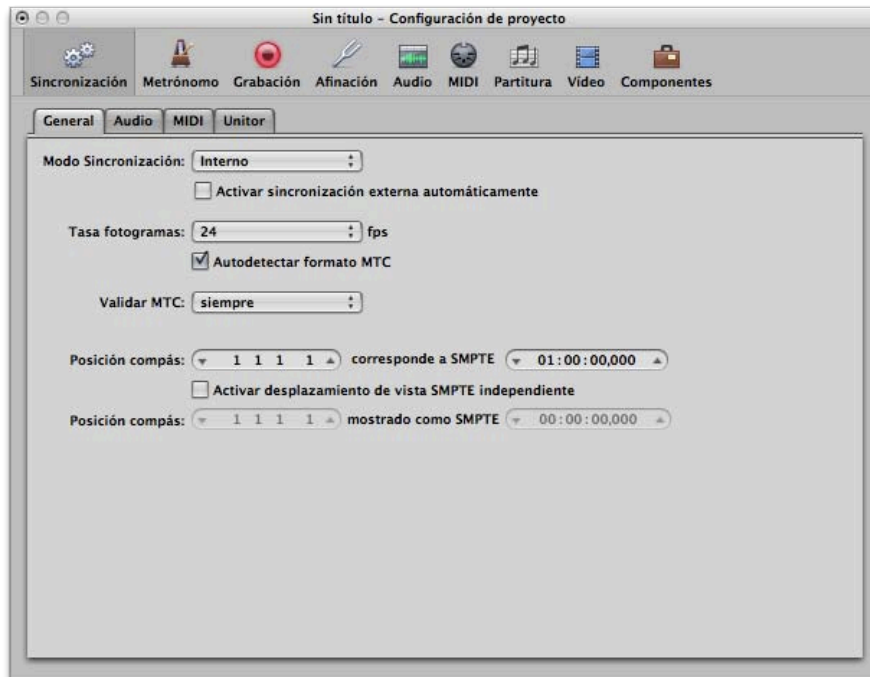 Sin título – Configuración de proyecto
Sincronización Metrónomo Grabación Afinación Audio MIDI Partitura Vídeo Componentes
General Audio MIDI Unitor
Modo Sincronización: Interno
Activar sincronización externa automáticamente
Tasa fotogramas: 24 fps
Autodetectar formato MTC
Validar MTC: siempre
Posición compás: 1 1 1 1 corresponde a SMPTE 01:00:00,000
Activar desplazamiento de vista SMPTE independiente
Posición compás: 1 1 1 1 mostrado como SMPTE 00:00:00,000